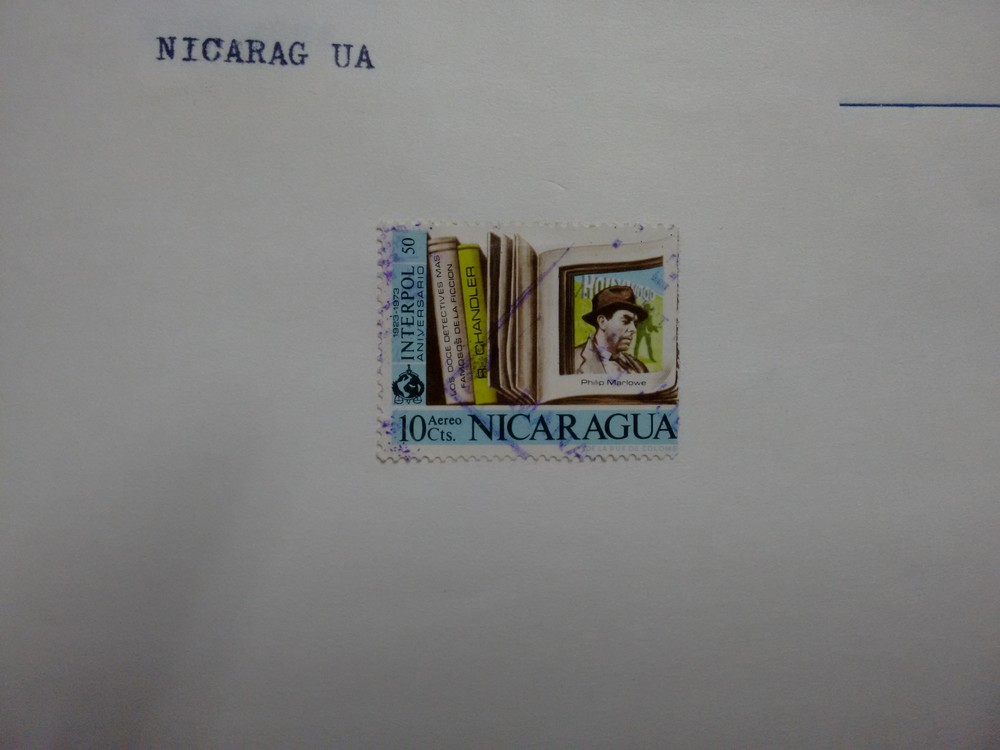 NICARAG UA
INTERPOL 50
1923-1973
ANIVERSARIO
LOS DOCE DETECTIVES MAS
FAMOSOS DE LA FICCION
R. CHANDLER
HOLLYWOOD
Philip Marlowe
10 Aereo
Cts. NICARAGUA